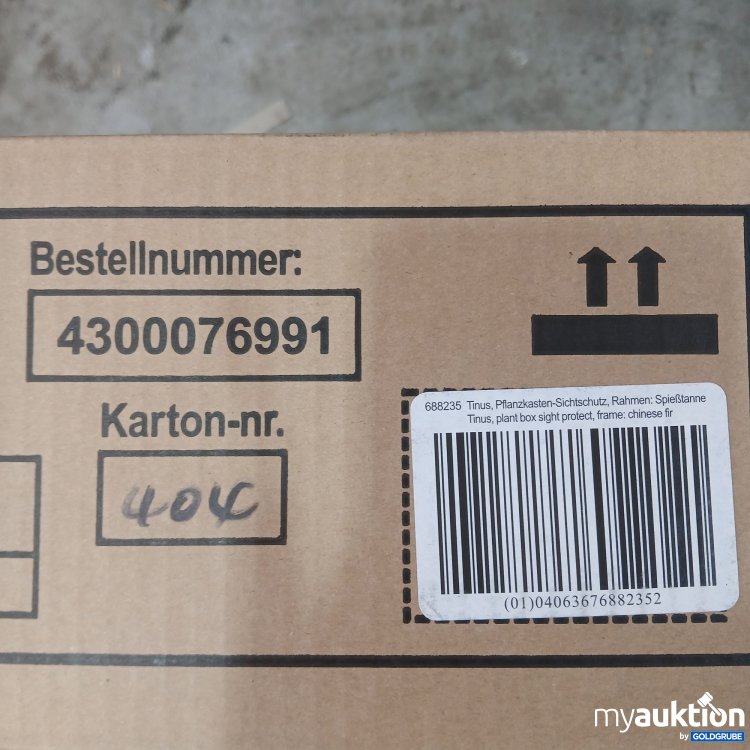 Bestellnummer:
4300076991
Karton-nr.
404
688235 Tinus, Pflanzkasten-Sichtschutz, Rahmen: Spießtanne
Tinus, plant box sight protect, frame: chinese fir
(01)04063676882352
myauktion
by GOLDGRUBE